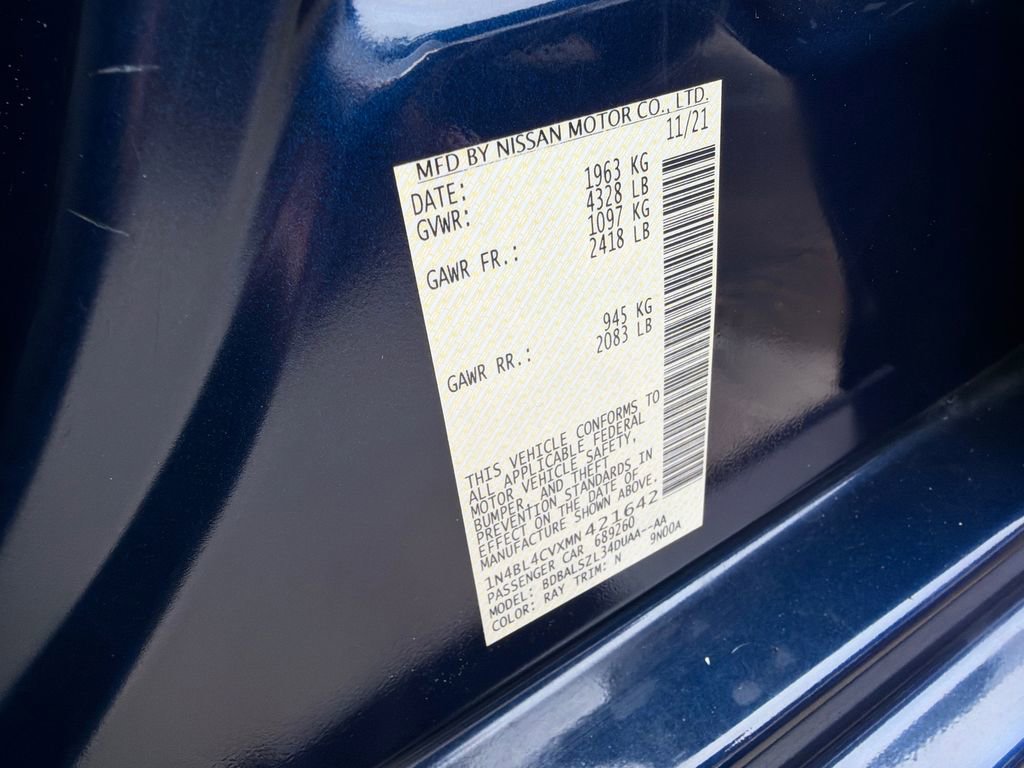 MFD BY NISSAN MOTOR CO., LTD.
DATE: 11/21
GVWR: 1963 KG
4328 LB
GAWR FR.: 1097 KG
2418 LB
GAWR RR.: 945 KG
2083 LB
THIS VEHICLE CONFORMS TO
ALL APPLICABLE FEDERAL
MOTOR VEHICLE SAFETY,
BUMPER, AND THEFT
PREVENTION STANDARDS IN
EFFECT ON THE DATE OF
MANUFACTURE SHOWN ABOVE.
1N4BL4CVXMN421642
PASSENGER CAR 689260
MODEL: BDBALSZL34DUAA--AA
COLOR: RAY TRIM: N 9N00A